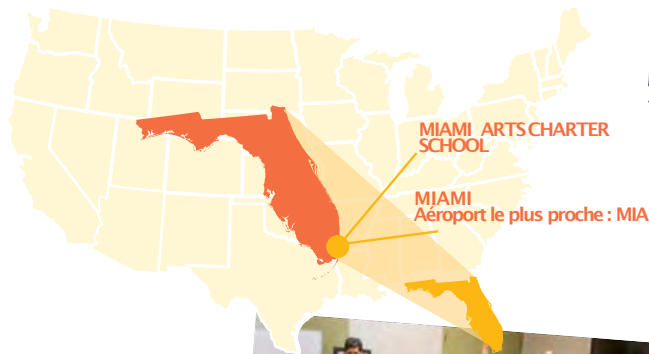 MIAMI ARTS CHARTER
SCHOOL
MIAMI
Aéroport le plus proche : MIA